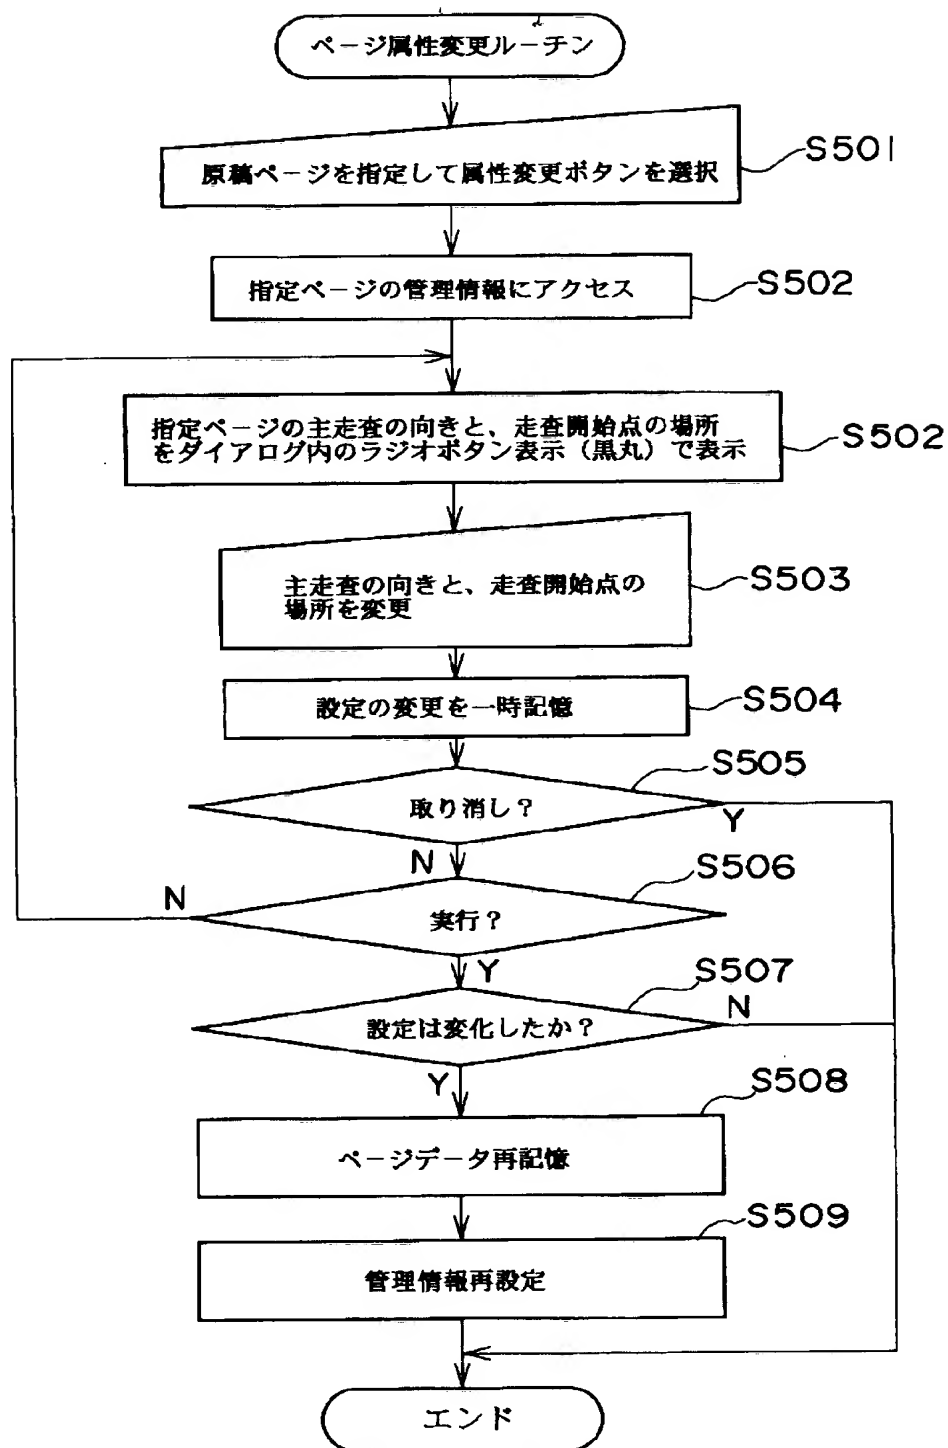 ページ属性変更ルーチン
原稿ページを指定して属性変更ボタンを選択
S501
指定ページの管理情報にアクセス
S502
指定ページの主走査の向きと、走査開始点の場所
をダイアログ内のラジオボタン表示（黒丸）で表示
S502
主走査の向きと、走査開始点の
場所を変更
S503
設定の変更を一時記憶
S504
取り消し？
S505
Y
N
実行？
S506
N
Y
設定は変化したか？
S507
N
Y
ページデータ再記憶
S508
管理情報再設定
S509
エンド